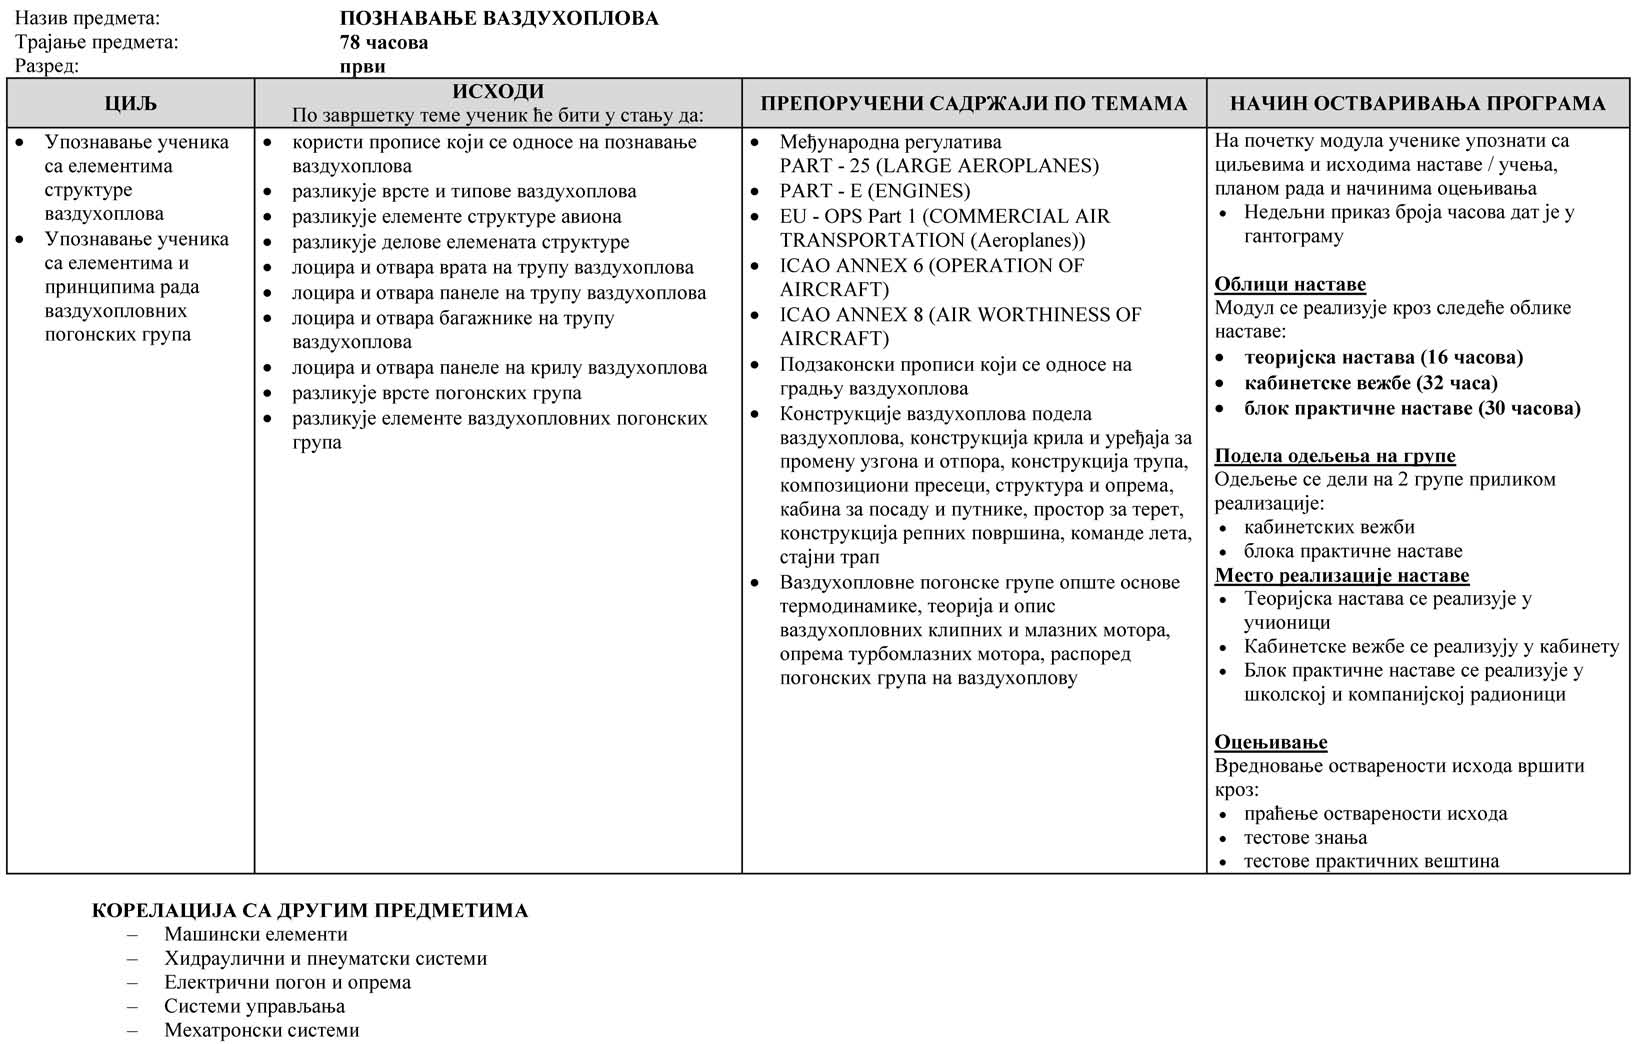 Назив предмета: ПОЗНАВАЊЕ ВАЗДУХОПЛОВА
Трајање предмета: 78 часова
Разред: први
ЦИЉ
• Упознавање ученика
са елементима
структуре
ваздухоплова
• Упознавање ученика
са елементима и
принципима рада
ваздухопловних
погонских група
ИСХОДИ
По завршетку теме ученик ће бити у стању да:
• користи прописе који се односе на познавање
ваздухоплова
• разликује врсте и типове ваздухоплова
• разликује елементе структуре авиона
• разликује делове елемената структуре
• лоцира и отвара врата на трупу ваздухоплова
• лоцира и отвара панеле на трупу ваздухоплова
• лоцира и отвара багажнике на трупу
ваздухоплова
• лоцира и отвара панеле на крилу ваздухоплова
• разликује врсте погонских група
• разликује елементе ваздухопловних погонских
група
ПРЕПОРУЧЕНИ САДРЖАЈИ ПО ТЕМАМА
• Међународна регулатива
PART - 25 (LARGE AEROPLANES)
• PART - E (ENGINES)
• EU - OPS Part 1 (COMMERCIAL AIR
TRANSPORTATION (Aeroplanes))
• ICAO ANNEX 6 (OPERATION OF
AIRCRAFT)
• ICAO ANNEX 8 (AIR WORTHINESS OF
AIRCRAFT)
• Подзаконски прописи који се односе на
градњу ваздухоплова
• Конструкције ваздухоплова подела
ваздухоплова, конструкција крила и уређаја за
промену узгона и отпора, конструкција трупа,
композициони пресеци, структура и опрема,
кабина за посаду и путнике, простор за терет,
конструкција репних површина, команде лета,
стајни трап
• Ваздухопловне погонске групе опште основе
термодинамике, теорија и опис
ваздухопловних клипних и млазних мотора,
опрема турбомлазних мотора, распоред
погонских група на ваздухоплову
НАЧИН ОСТВАРИВАЊА ПРОГРАМА
На почетку модула ученике упознати са
циљевима и исходима наставе / учења,
планом рада и начинима оцењивања
• Недељни приказ броја часова дат је у
гантограму
Облици наставе
Модул се реализује кроз следеће облике
наставе:
• теоријска настава (16 часова)
• кабинетске вежбе (32 часа)
• блок практичне наставе (30 часова)
Подела одељења на групе
Одељење се дели на 2 групе приликом
реализације:
• кабинетских вежби
• блока практичне наставе
Место реализације наставе
• Теоријска настава се реализује у
учионици
• Кабинетске вежбе се реализују у кабинету
• Блок практичне наставе се реализује у
школској и компанијској радионици
Оцењивање
Вредновање остварености исхода вршити
кроз:
• праћење остварености исхода
• тестове знања
• тестове практичних вештина
КОРЕЛАЦИЈА СА ДРУГИМ ПРЕДМЕТИМА
– Машински елементи
– Хидраулични и пнеуматски системи
– Електрични погон и опрема
– Системи управљања
– Мехатронски системи